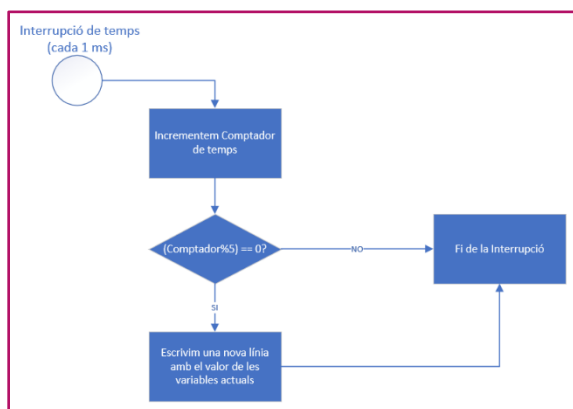 Interrupció de temps
(cada 1 ms)
Incrementem Comptador
de temps
(Comptador%5) == 0?
NO
Fi de la Interrupció
SI
Escrivim una nova línia
amb el valor de les
variables actuals